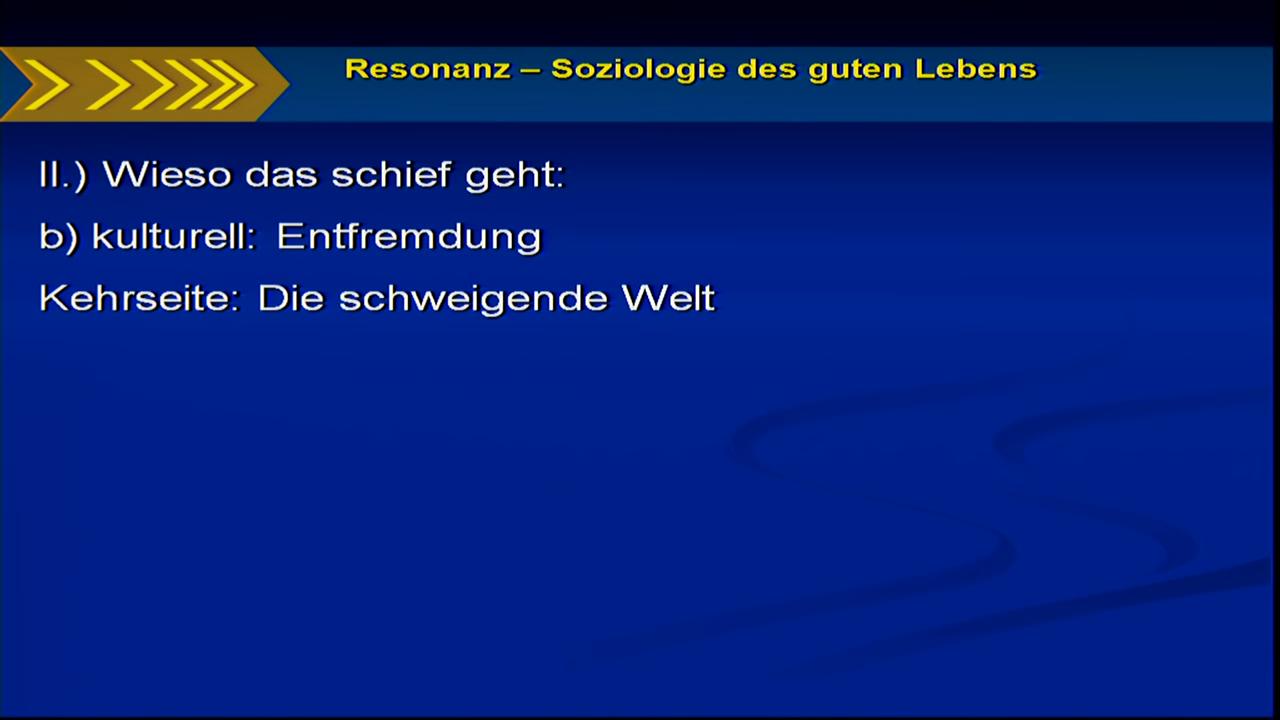 Resonanz – Soziologie des guten Lebens
II.) Wieso das schief geht:
b) kulturell: Entfremdung
Kehrseite: Die schweigende Welt